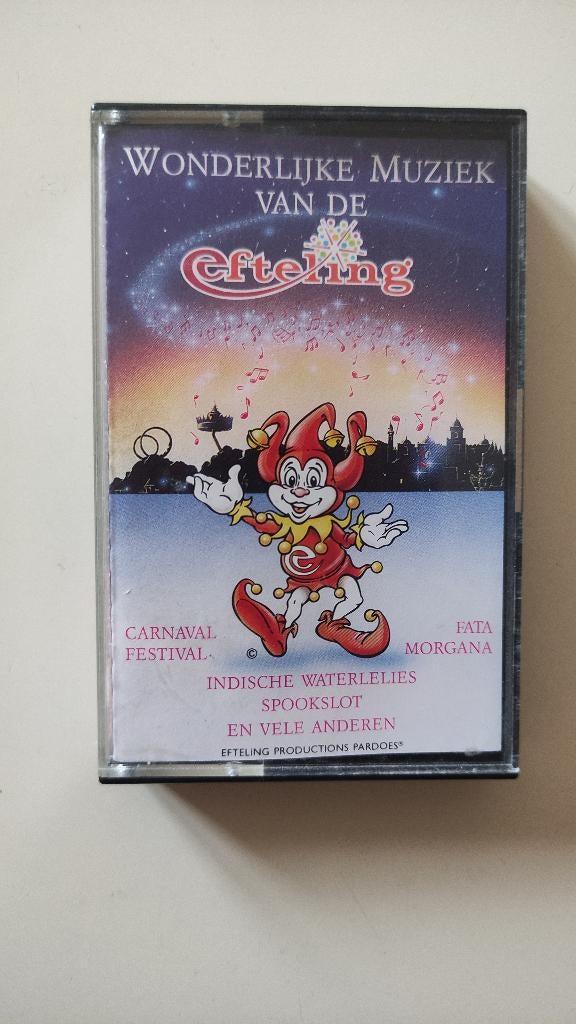 WONDERLIJKE MUZIEK
VAN DE
efteling
e
CARNAVAL
FESTIVAL
©
FATA
MORGANA
INDISCHE WATERLELIES
SPOOKSLOT
EN VELE ANDEREN
EFTELING PRODUCTIONS PARDOES®